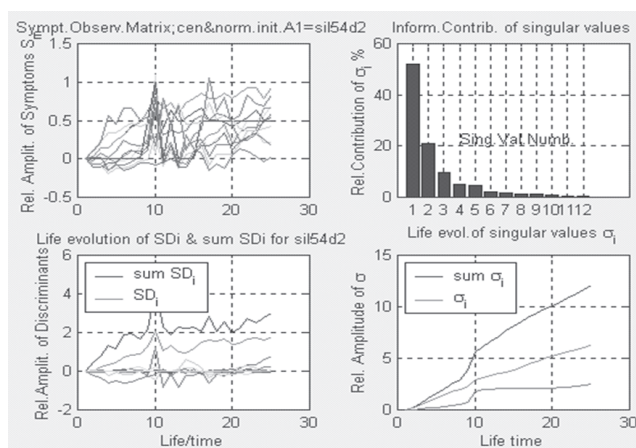 Sympt.Observ.Matrix;cen&norm.init.A1=sil54d2
Rel. Amplit. of Symptoms Sm
1.5
1
0.5
0
-0.5
0 10 20 30
Inform.Contrib. of singular values
Rel.Contribution of σi %
60
40
20
0
Sing.Val.Numb.
1 2 3 4 5 6 7 8 9 10 11 12
Life evolution of SDi & sum SDi for sil54d2
Rel.Amplit. of Discriminants
6
4
2
0
-2
sum SDi
SDi
0 10 20 30
Life/time
Life evol.of singular values σi
Rel. Amplitude of σ
15
10
5
0
sum σi
σi
0 10 20 30
Life time